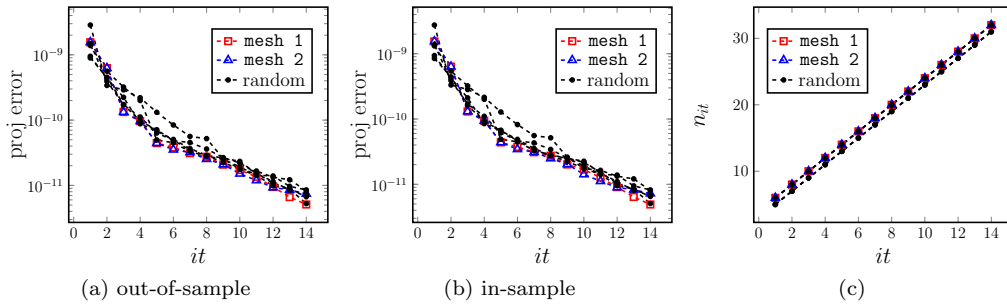 10^{-9}
10^{-10}
10^{-11}
proj error
mesh 1
mesh 2
random
0 2 4 6 8 10 12 14
it
(a) out-of-sample
10^{-9}
10^{-10}
10^{-11}
proj error
mesh 1
mesh 2
random
0 2 4 6 8 10 12 14
it
(b) in-sample
30
20
10
n_{it}
mesh 1
mesh 2
random
0 2 4 6 8 10 12 14
it
(c)